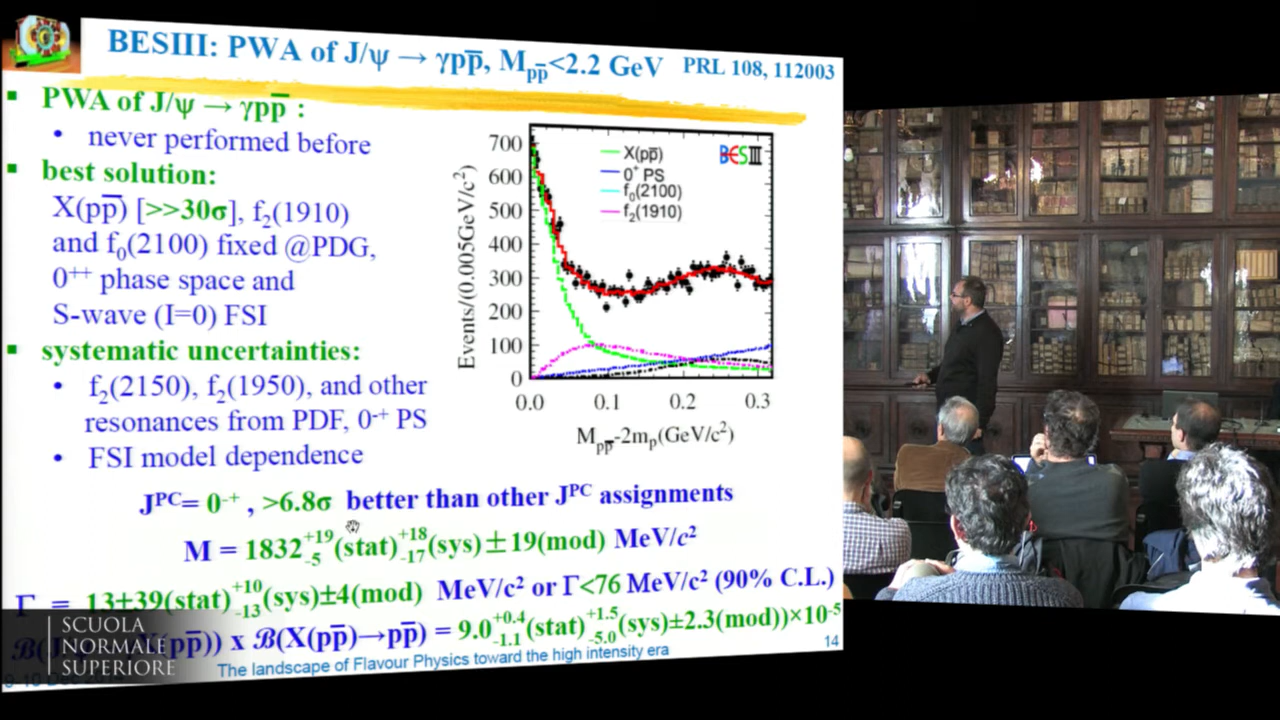 BESIII: PWA of J/ψ → γpp̅, Mpp̅<2.2 GeV PRL 108, 112003
▪ PWA of J/ψ → γpp̅ :
• never performed before
▪ best solution:
X(pp̅) [>>30σ], f₂(1910)
and f₀(2100) fixed @PDG,
0⁺⁺ phase space and
S-wave (I=0) FSI
▪ systematic uncertainties:
• f₂(2150), f₂(1950), and other
resonances from PDF, 0⁻⁺ PS
• FSI model dependence
Events/(0.005GeV/c²)
700
600
500
400
300
200
100
0
X(pp̅)
0⁺ PS
f₀(2100)
f₂(1910)
BESIII
0.0 0.1 0.2 0.3
Mpp̅-2mp(GeV/c²)
Jᴾᶜ= 0⁻⁺ , >6.8σ better than other Jᴾᶜ assignments
M = 1832 +19 -5 (stat) +18 -17 (sys) ± 19(mod) MeV/c²
Γ = 13±39(stat) +10 -13 (sys)±4(mod) MeV/c² or Γ<76 MeV/c² (90% C.L.)
(pp̅)) x ℬ(X(pp̅)→pp̅) = 9.0 +0.4 -1.1 (stat) +1.5 -5.0 (sys)±2.3(mod))×10⁻⁵
The landscape of Flavour Physics toward the high intensity era
14
SCUOLA
NORMALE
SUPERIORE